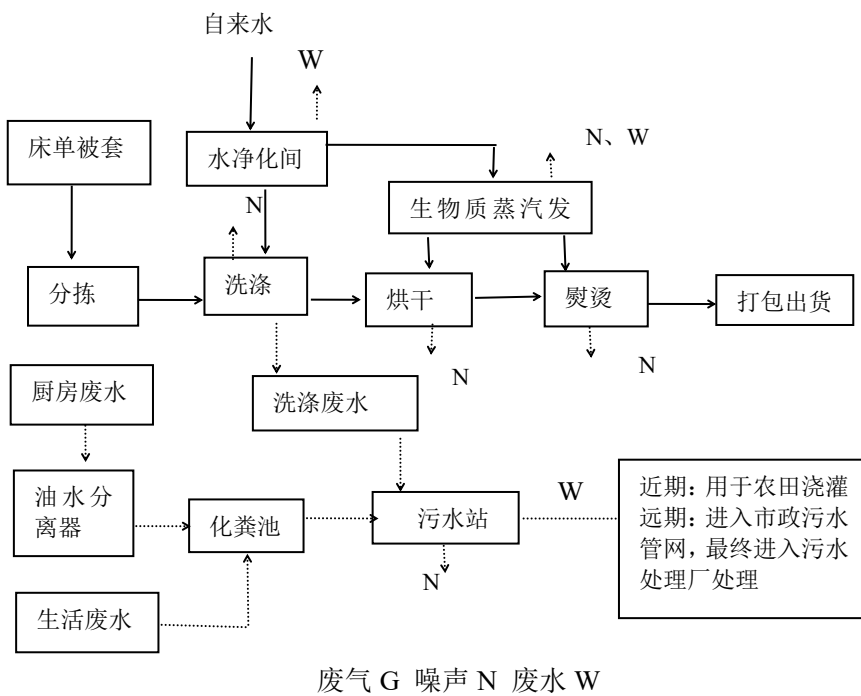 自来水
W
床单被套
水净化间
N、W
N
生物质蒸汽发
分拣
洗涤
烘干
熨烫
打包出货
N
N
厨房废水
洗涤废水
油水分
离器
化粪池
污水站
W
近期：用于农田浇灌
远期：进入市政污水
管网，最终进入污水
处理厂处理
N
生活废水
废气 G 噪声 N 废水 W